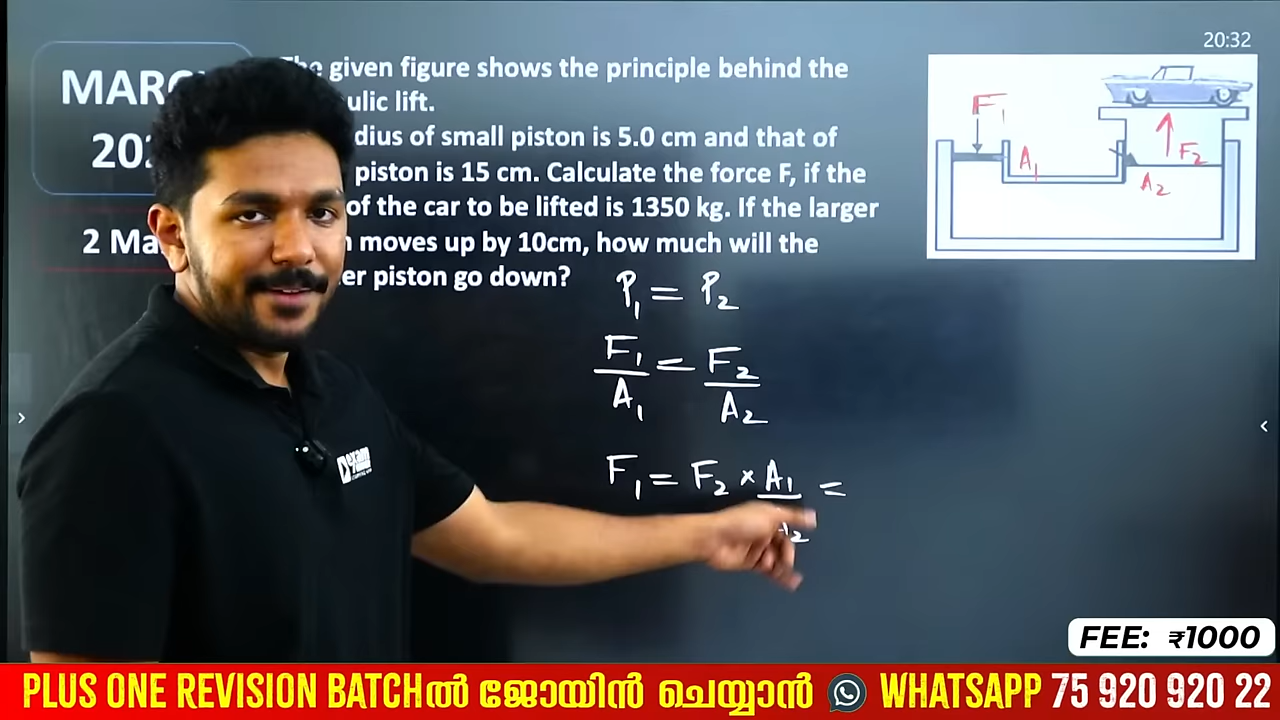 20:32
The given figure shows the principle behind the
ulic lift.
dius of small piston is 5.0 cm and that of
piston is 15 cm. Calculate the force F, if the
of the car to be lifted is 1350 kg. If the larger
moves up by 10cm, how much will the
er piston go down?
MARC
202
2 Ma
F₁
A₁
F₂
A₂
P₁ = P₂
F₁/A₁ = F₂/A₂
F₁ = F₂ × A₁/A₂ =
FEE: ₹1000
PLUS ONE REVISION BATCHൽ ജോയിൻ ചെയ്യാൻ WHATSAPP 75 920 920 22